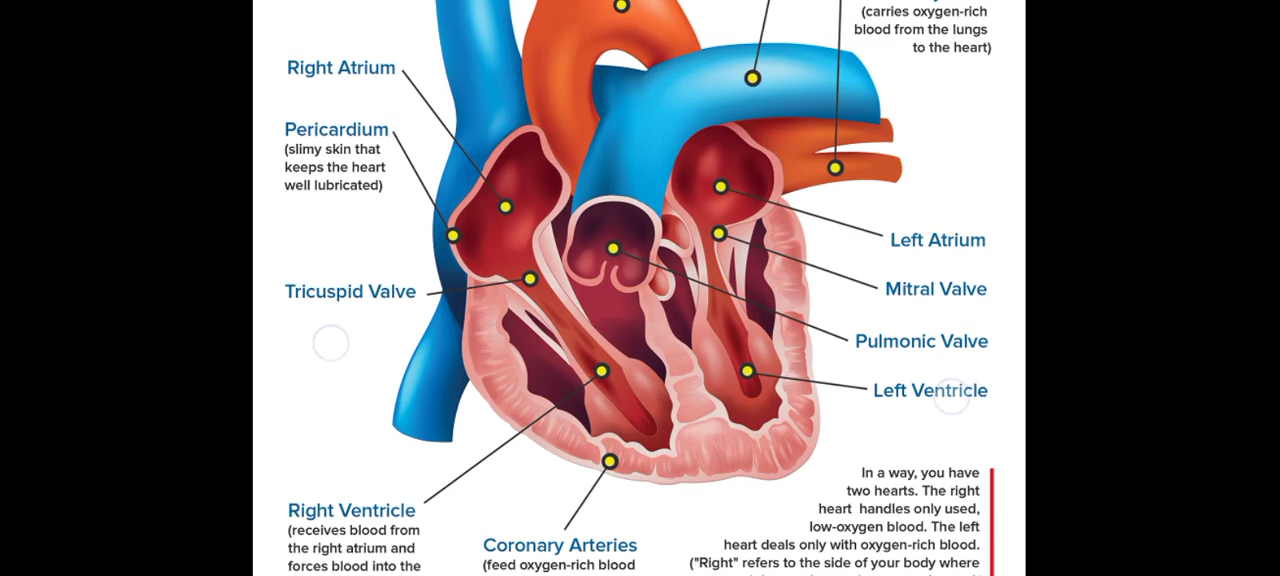 (carries oxygen-rich
blood from the lungs
to the heart)
Right Atrium
Pericardium
(slimy skin that
keeps the heart
well lubricated)
Left Atrium
Tricuspid Valve
Mitral Valve
Pulmonic Valve
Left Ventricle
Right Ventricle
(receives blood from
the right atrium and
forces blood into the
Coronary Arteries
(feed oxygen-rich blood
In a way, you have
two hearts. The right
heart handles only used,
low-oxygen blood. The left
heart deals only with oxygen-rich blood.
("Right" refers to the side of your body where